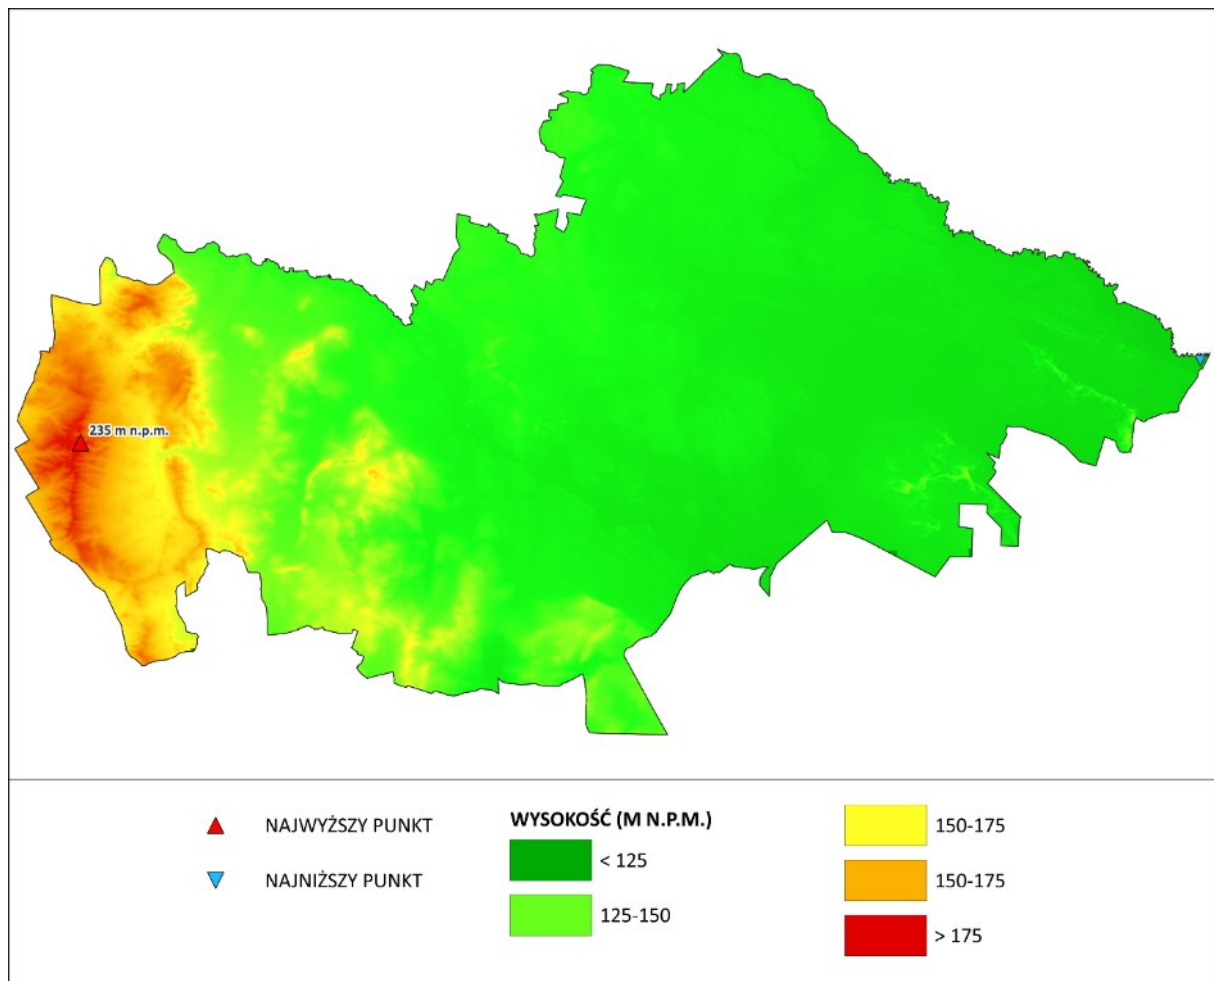 235 m n.p.m.
NAJWYŻSZY PUNKT
NAJNIŻSZY PUNKT
WYSOKOŚĆ (M N.P.M.)
< 125
125-150
150-175
150-175
> 175